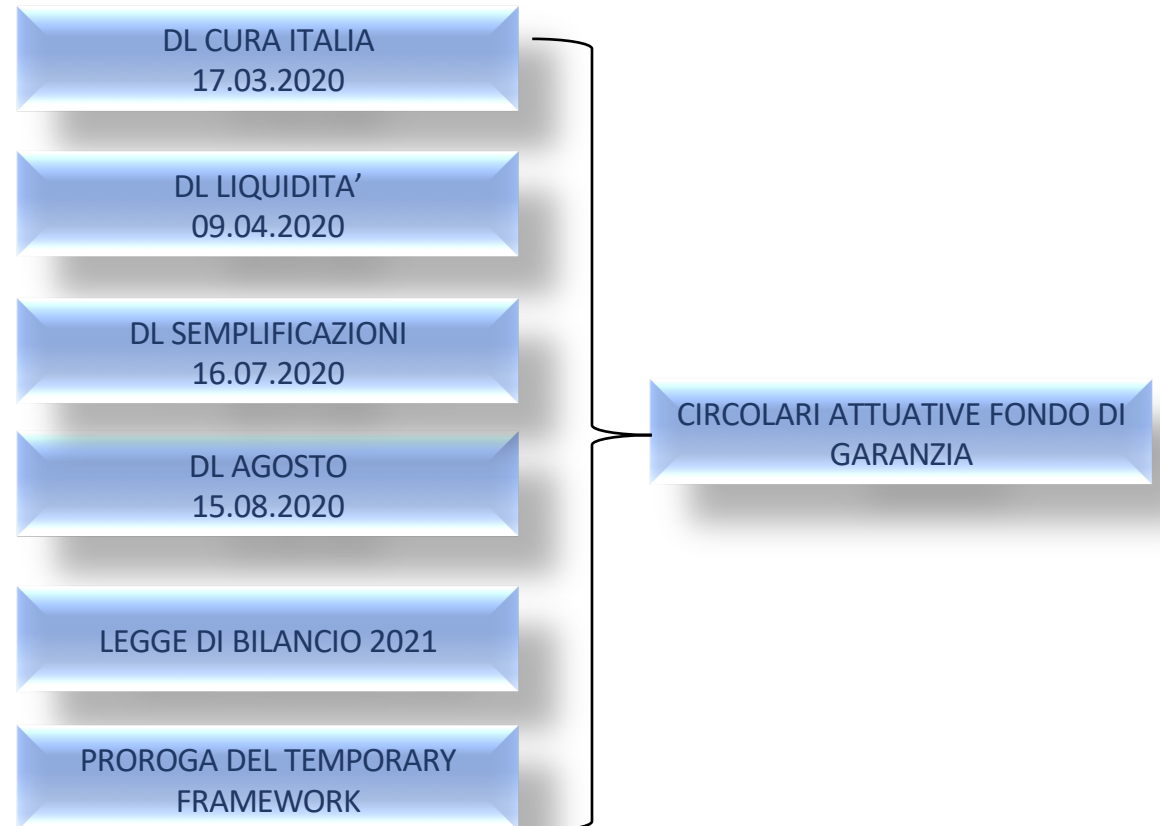 DL CURA ITALIA
17.03.2020
DL LIQUIDITA’
09.04.2020
DL SEMPLIFICAZIONI
16.07.2020
DL AGOSTO
15.08.2020
LEGGE DI BILANCIO 2021
PROROGA DEL TEMPORARY
FRAMEWORK
CIRCOLARI ATTUATIVE FONDO DI
GARANZIA